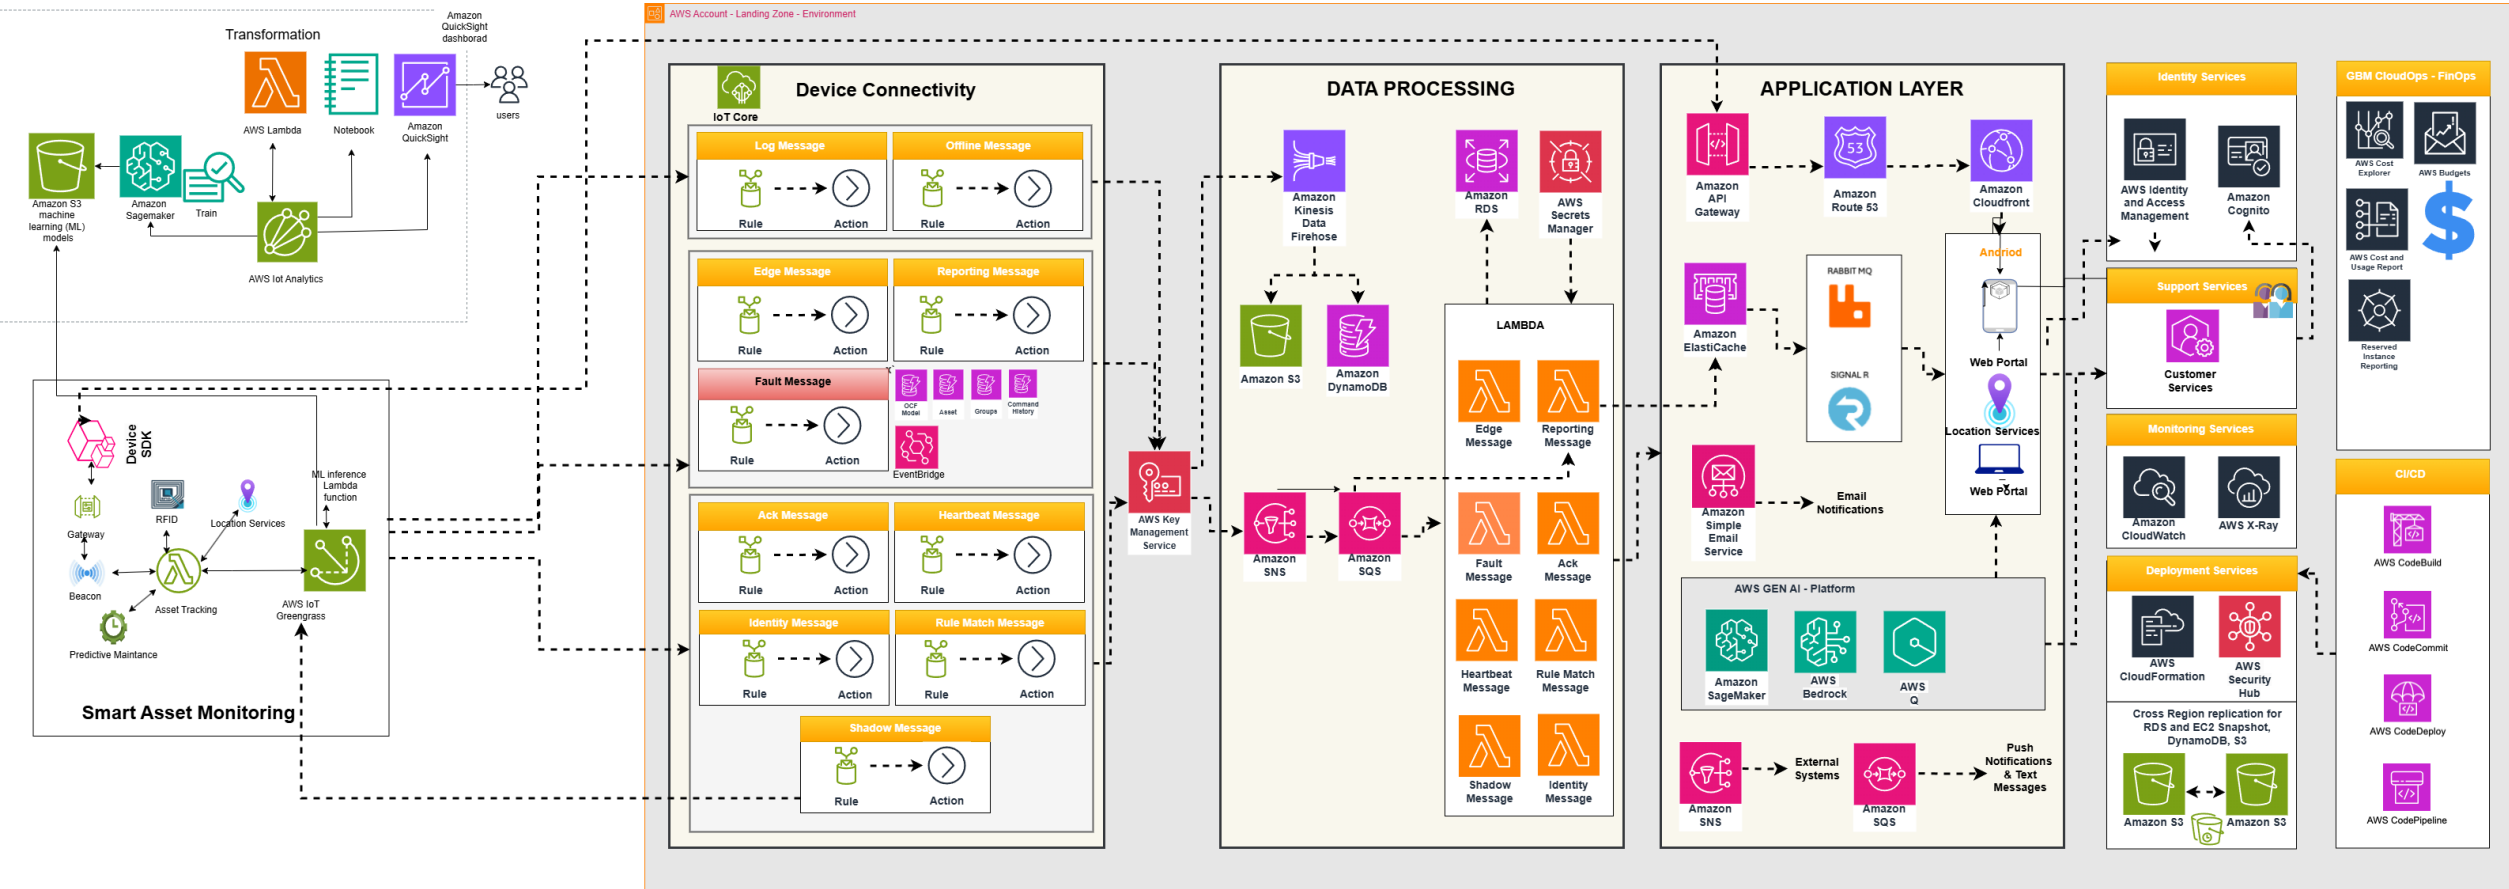 Transformation
Amazon
QuickSight
dashborad
AWS Lambda
Notebook
Amazon
QuickSight
users
Amazon S3
machine
learning (ML)
models
Amazon
Sagemaker
Train
AWS Iot Analytics
Device
SDK
Gateway
RFID
Location Services
ML inference
Lambda
function
Beacon
Asset Tracking
AWS IoT
Greengrass
Predictive Maintance
Smart Asset Monitoring
AWS Account - Landing Zone - Environment
IoT Core
Device Connectivity
Log Message
Rule
Action
Offline Message
Rule
Action
Edge Message
Rule
Action
Reporting Message
Rule
Action
Fault Message
Rule
Action
OCF
Model
Asset
Groups
Command
History
EventBridge
Ack Message
Rule
Action
Heartbeat Message
Rule
Action
Identity Message
Rule
Action
Rule Match Message
Rule
Action
Shadow Message
Rule
Action
AWS Key
Management
Service
DATA PROCESSING
Amazon
Kinesis
Data
Firehose
Amazon
RDS
AWS
Secrets
Manager
Amazon S3
Amazon
DynamoDB
Amazon
SNS
Amazon
SQS
LAMBDA
Edge
Message
Reporting
Message
Fault
Message
Ack
Message
Heartbeat
Message
Rule Match
Message
Shadow
Message
Identity
Message
APPLICATION LAYER
Amazon
API
Gateway
53
Amazon
Route 53
Amazon
Cloudfront
Amazon
ElastiCache
RABBIT MQ
SIGNAL R
Andriod
Web Portal
Location Services
Web Portal
Amazon
Simple
Email
Service
Email
Notifications
AWS GEN AI - Platform
Amazon
SageMaker
AWS
Bedrock
AWS
Q
Amazon
SNS
External
Systems
Amazon
SQS
Push
Notifications
& Text
Messages
Identity Services
AWS Identity
and Access
Management
Amazon
Cognito
Support Services
Customer
Services
Monitoring Services
Amazon
CloudWatch
AWS X-Ray
Deployment Services
AWS
CloudFormation
AWS
Security
Hub
Cross Region replication for
RDS and EC2 Snapshot,
DynamoDB, S3
Amazon S3
Amazon S3
GBM CloudOps - FinOps
AWS Cost
Explorer
AWS Budgets
AWS Cost and
Usage Report
$
Reserved
Instance
Reporting
CI/CD
AWS CodeBuild
AWS CodeCommit
AWS CodeDeploy
AWS CodePipeline